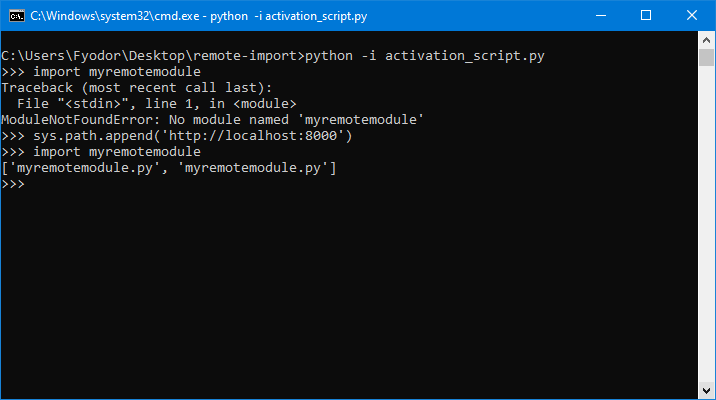 C:\Windows\system32\cmd.exe - python  -i activation_script.py
C:\Users\Fyodor\Desktop\remote-import>python -i activation_script.py
>>> import myremotemodule
Traceback (most recent call last):
  File "<stdin>", line 1, in <module>
ModuleNotFoundError: No module named 'myremotemodule'
>>> sys.path.append('http://localhost:8000')
>>> import myremotemodule
['myremotemodule.py', 'myremotemodule.py']
>>>